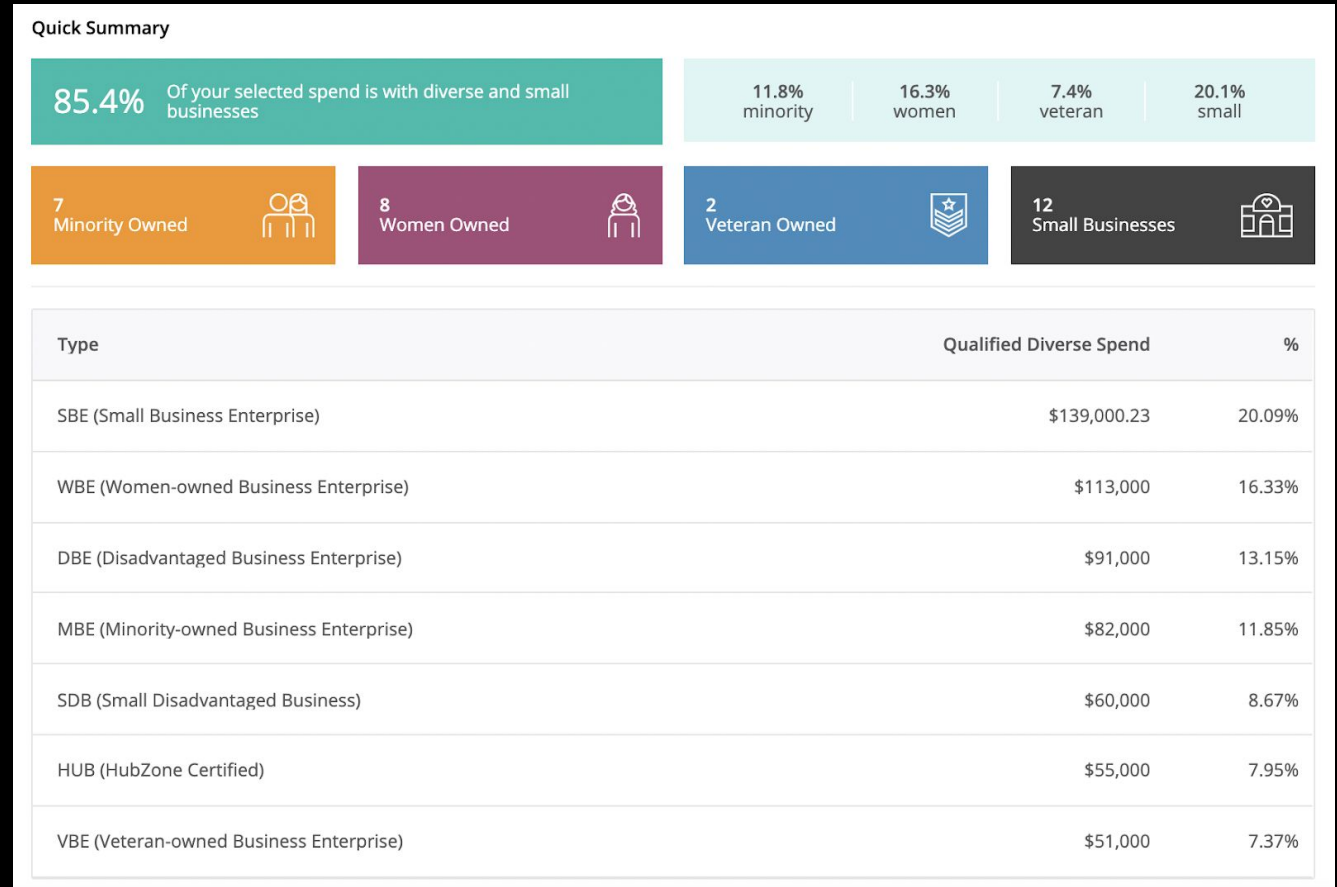 Quick Summary
85.4%
Of your selected spend is with diverse and small
businesses
11.8%
minority
16.3%
women
7.4%
veteran
20.1%
small
7
Minority Owned
8
Women Owned
2
Veteran Owned
12
Small Businesses
Type Qualified Diverse Spend %
SBE (Small Business Enterprise) $139,000.23 20.09%
WBE (Women-owned Business Enterprise) $113,000 16.33%
DBE (Disadvantaged Business Enterprise) $91,000 13.15%
MBE (Minority-owned Business Enterprise) $82,000 11.85%
SDB (Small Disadvantaged Business) $60,000 8.67%
HUB (HubZone Certified) $55,000 7.95%
VBE (Veteran-owned Business Enterprise) $51,000 7.37%